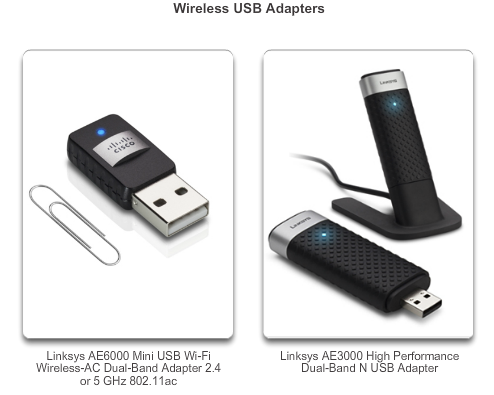 Wireless USB Adapters
CISCO
LINKSYS
LINKSYS
Linksys AE6000 Mini USB Wi-Fi
Wireless-AC Dual-Band Adapter 2.4
or 5 GHz 802.11ac
Linksys AE3000 High Performance
Dual-Band N USB Adapter